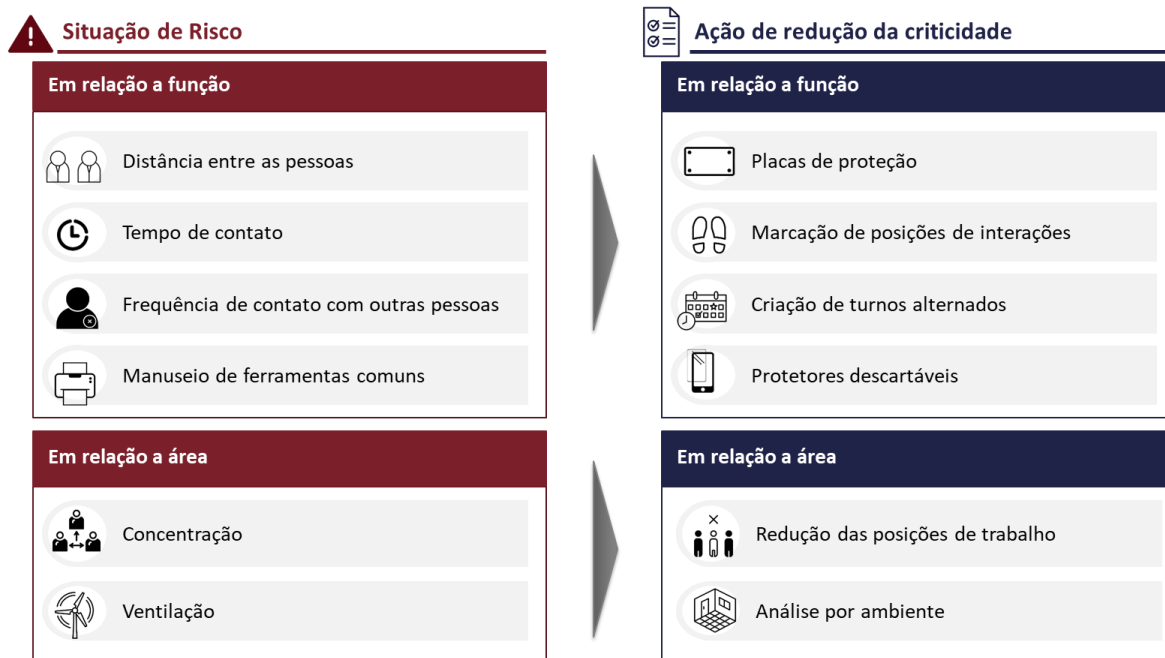 Situação de Risco
Em relação a função
Distância entre as pessoas
Tempo de contato
Frequência de contato com outras pessoas
Manuseio de ferramentas comuns
Em relação a área
Concentração
Ventilação
Ação de redução da criticidade
Em relação a função
Placas de proteção
Marcação de posições de interações
Criação de turnos alternados
Protetores descartáveis
Em relação a área
Redução das posições de trabalho
Análise por ambiente